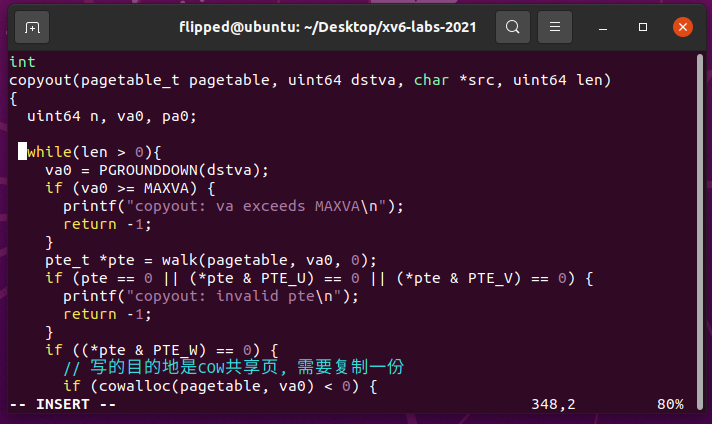 flipped@ubuntu: ~/Desktop/xv6-labs-2021
int
copyout(pagetable_t pagetable, uint64 dstva, char *src, uint64 len)
{
  uint64 n, va0, pa0;
  while(len > 0){
    va0 = PGROUNDDOWN(dstva);
    if (va0 >= MAXVA) {
      printf("copyout: va exceeds MAXVA\n");
      return -1;
    }
    pte_t *pte = walk(pagetable, va0, 0);
    if (pte == 0 || (*pte & PTE_U) == 0 || (*pte & PTE_V) == 0) {
      printf("copyout: invalid pte\n");
      return -1;
    }
    if ((*pte & PTE_W) == 0) {
      // 写的目的地是COW共享页, 需要复制一份
      if (cowalloc(pagetable, va0) < 0) {
-- INSERT -- 348,2 80%